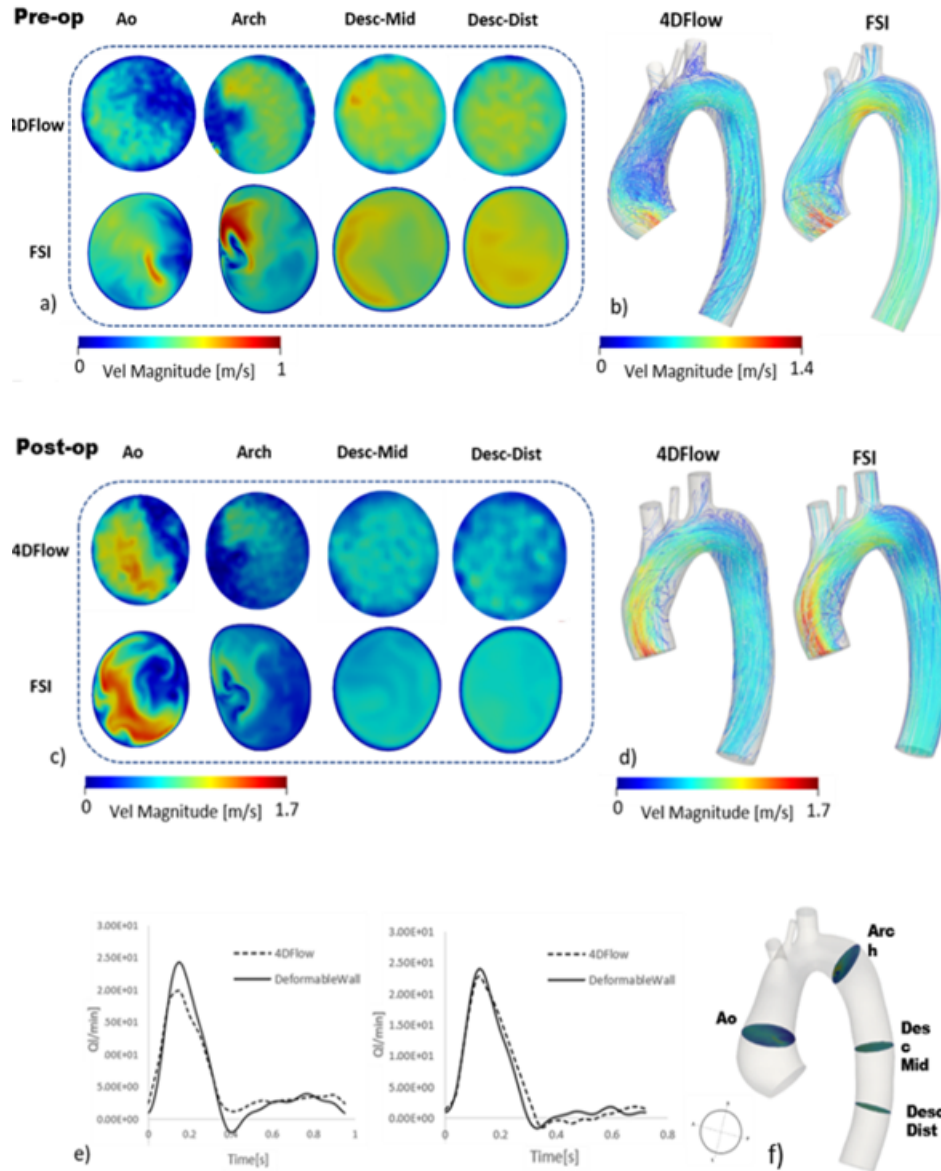 Pre-op
Ao Arch Desc-Mid Desc-Dist
4DFlow FSI
4DFlow
FSI
a)
b)
0 1
Vel Magnitude [m/s]
0 1.4
Vel Magnitude [m/s]
Post-op
Ao Arch Desc-Mid Desc-Dist
4DFlow FSI
4DFlow
FSI
c)
d)
0 1.7
Vel Magnitude [m/s]
0 1.7
Vel Magnitude [m/s]
3.00E+01
2.50E+01
20E+01
10E+01
10E+01
5.00E+00
00E+00
Q[l/min]
4DFlow
DeformableWall
0 0.2 0.4 0.6 0.8 1
Time[s]
e)
3.00E+01
2.50E+01
2.00E+01
1.50E+01
1.00E+01
5.00E+00
0.00E+00
Q[l/min]
4DFlow
DeformableWall
0 0.2 0.4 0.6 0.8
Time[s]
Arc
h
Ao
Des
c
Mid
Desc
Dist
f)